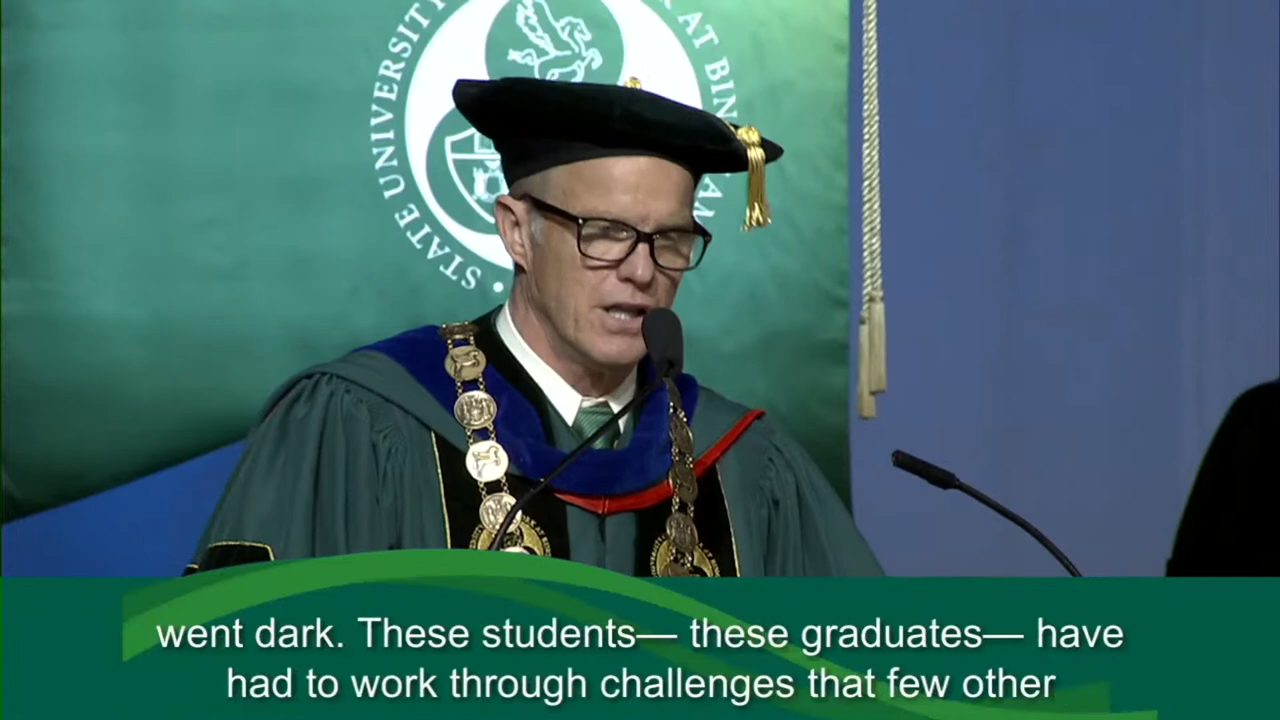 STATE UNIVERSITY
AT BIN
AM
went dark. These students— these graduates— have
had to work through challenges that few other